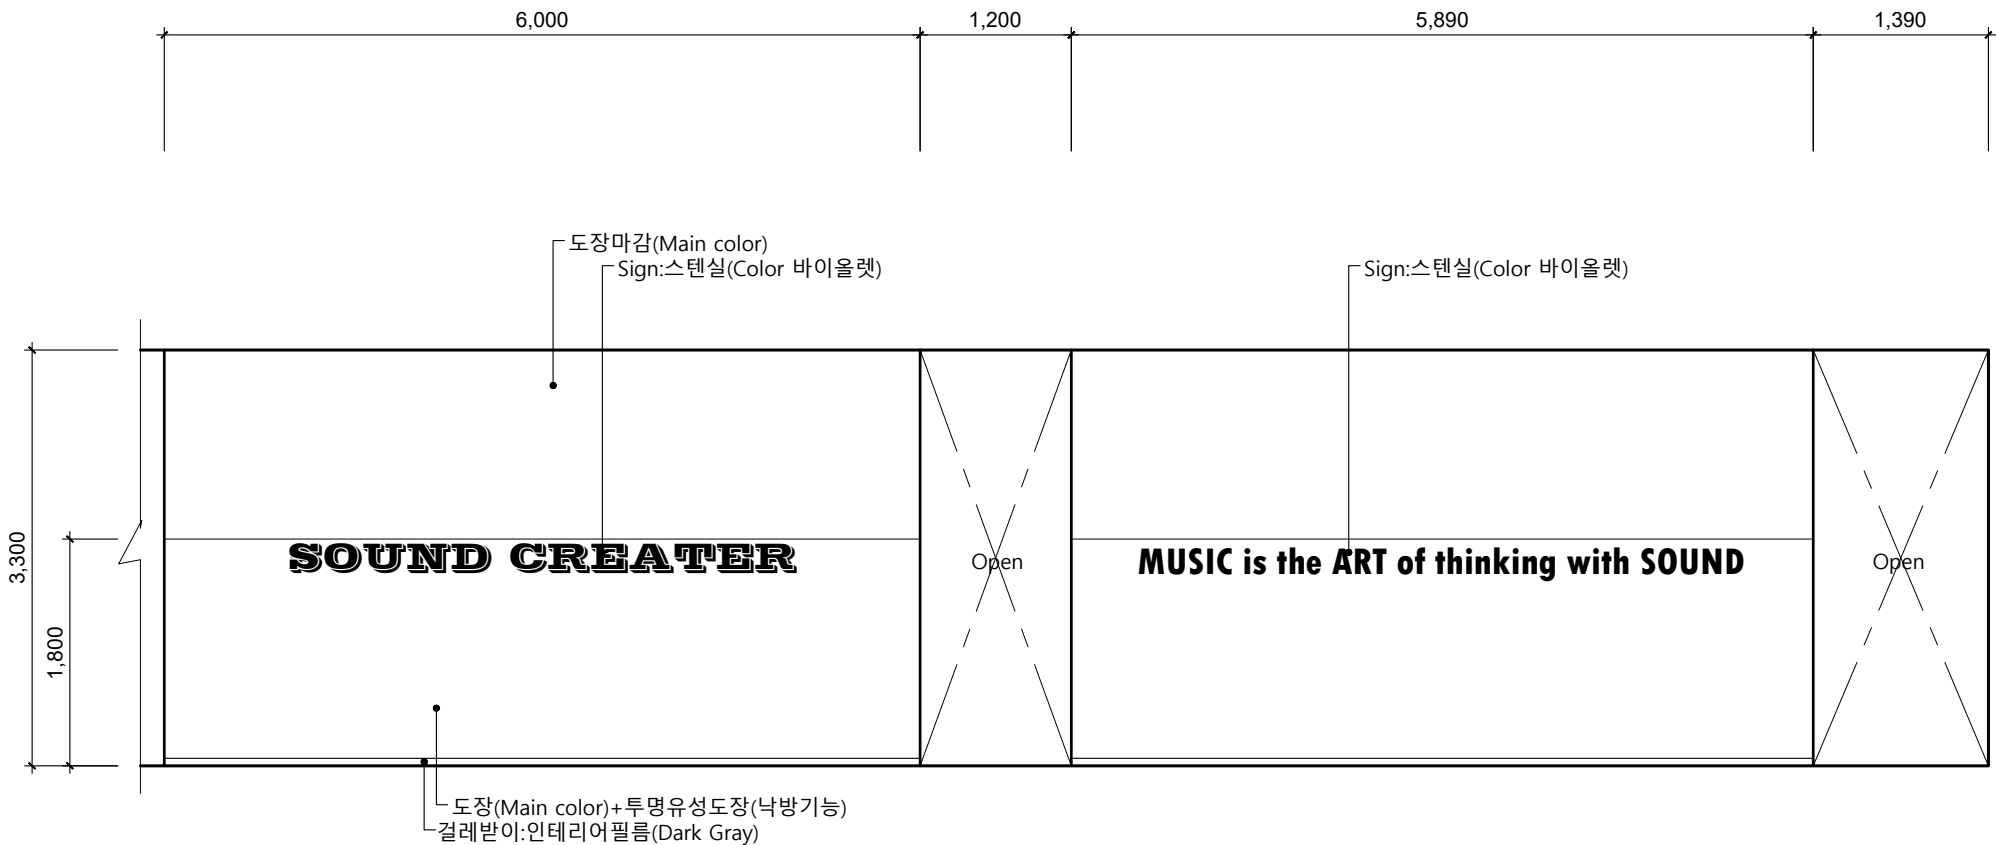 6,000 1,200 5,890 1,390
도장마감(Main color)
Sign:스텐실(Color 바이올렛) Sign:스텐실(Color 바이올렛)
3,300
1,800
SOUND CREATER Open MUSIC is the ART of thinking with SOUND Open
도장(Main color)+투명유성도장(낙방기능)
걸레받이:인테리어필름(Dark Gray)